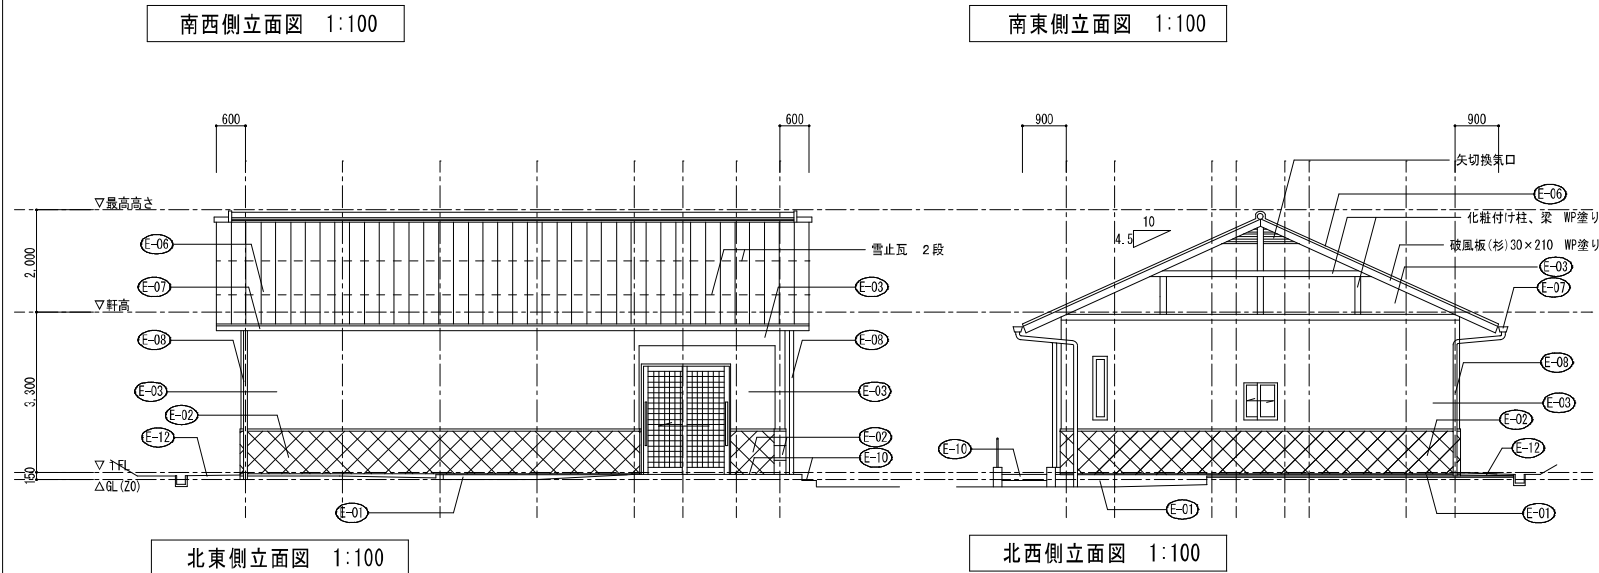 南西側立面図 1:100
南東側立面図 1:100
600
600
900
900
矢切換気口
▽最高高さ
E-06
10
4.5
化粧付け柱、梁 WP塗り
E-06
雪止瓦 2段
破風板(杉)30×210 WP塗り
2,000
E-03
E-07
E-03
E-07
▽軒高
E-08
E-08
E-08
3,300
E-03
E-03
E-03
E-02
E-02
E-12
E-02
E-10
E-12
▽1FL
E-10
150
△GL(Z0)
E-01
E-01
E-01
北東側立面図 1:100
北西側立面図 1:100